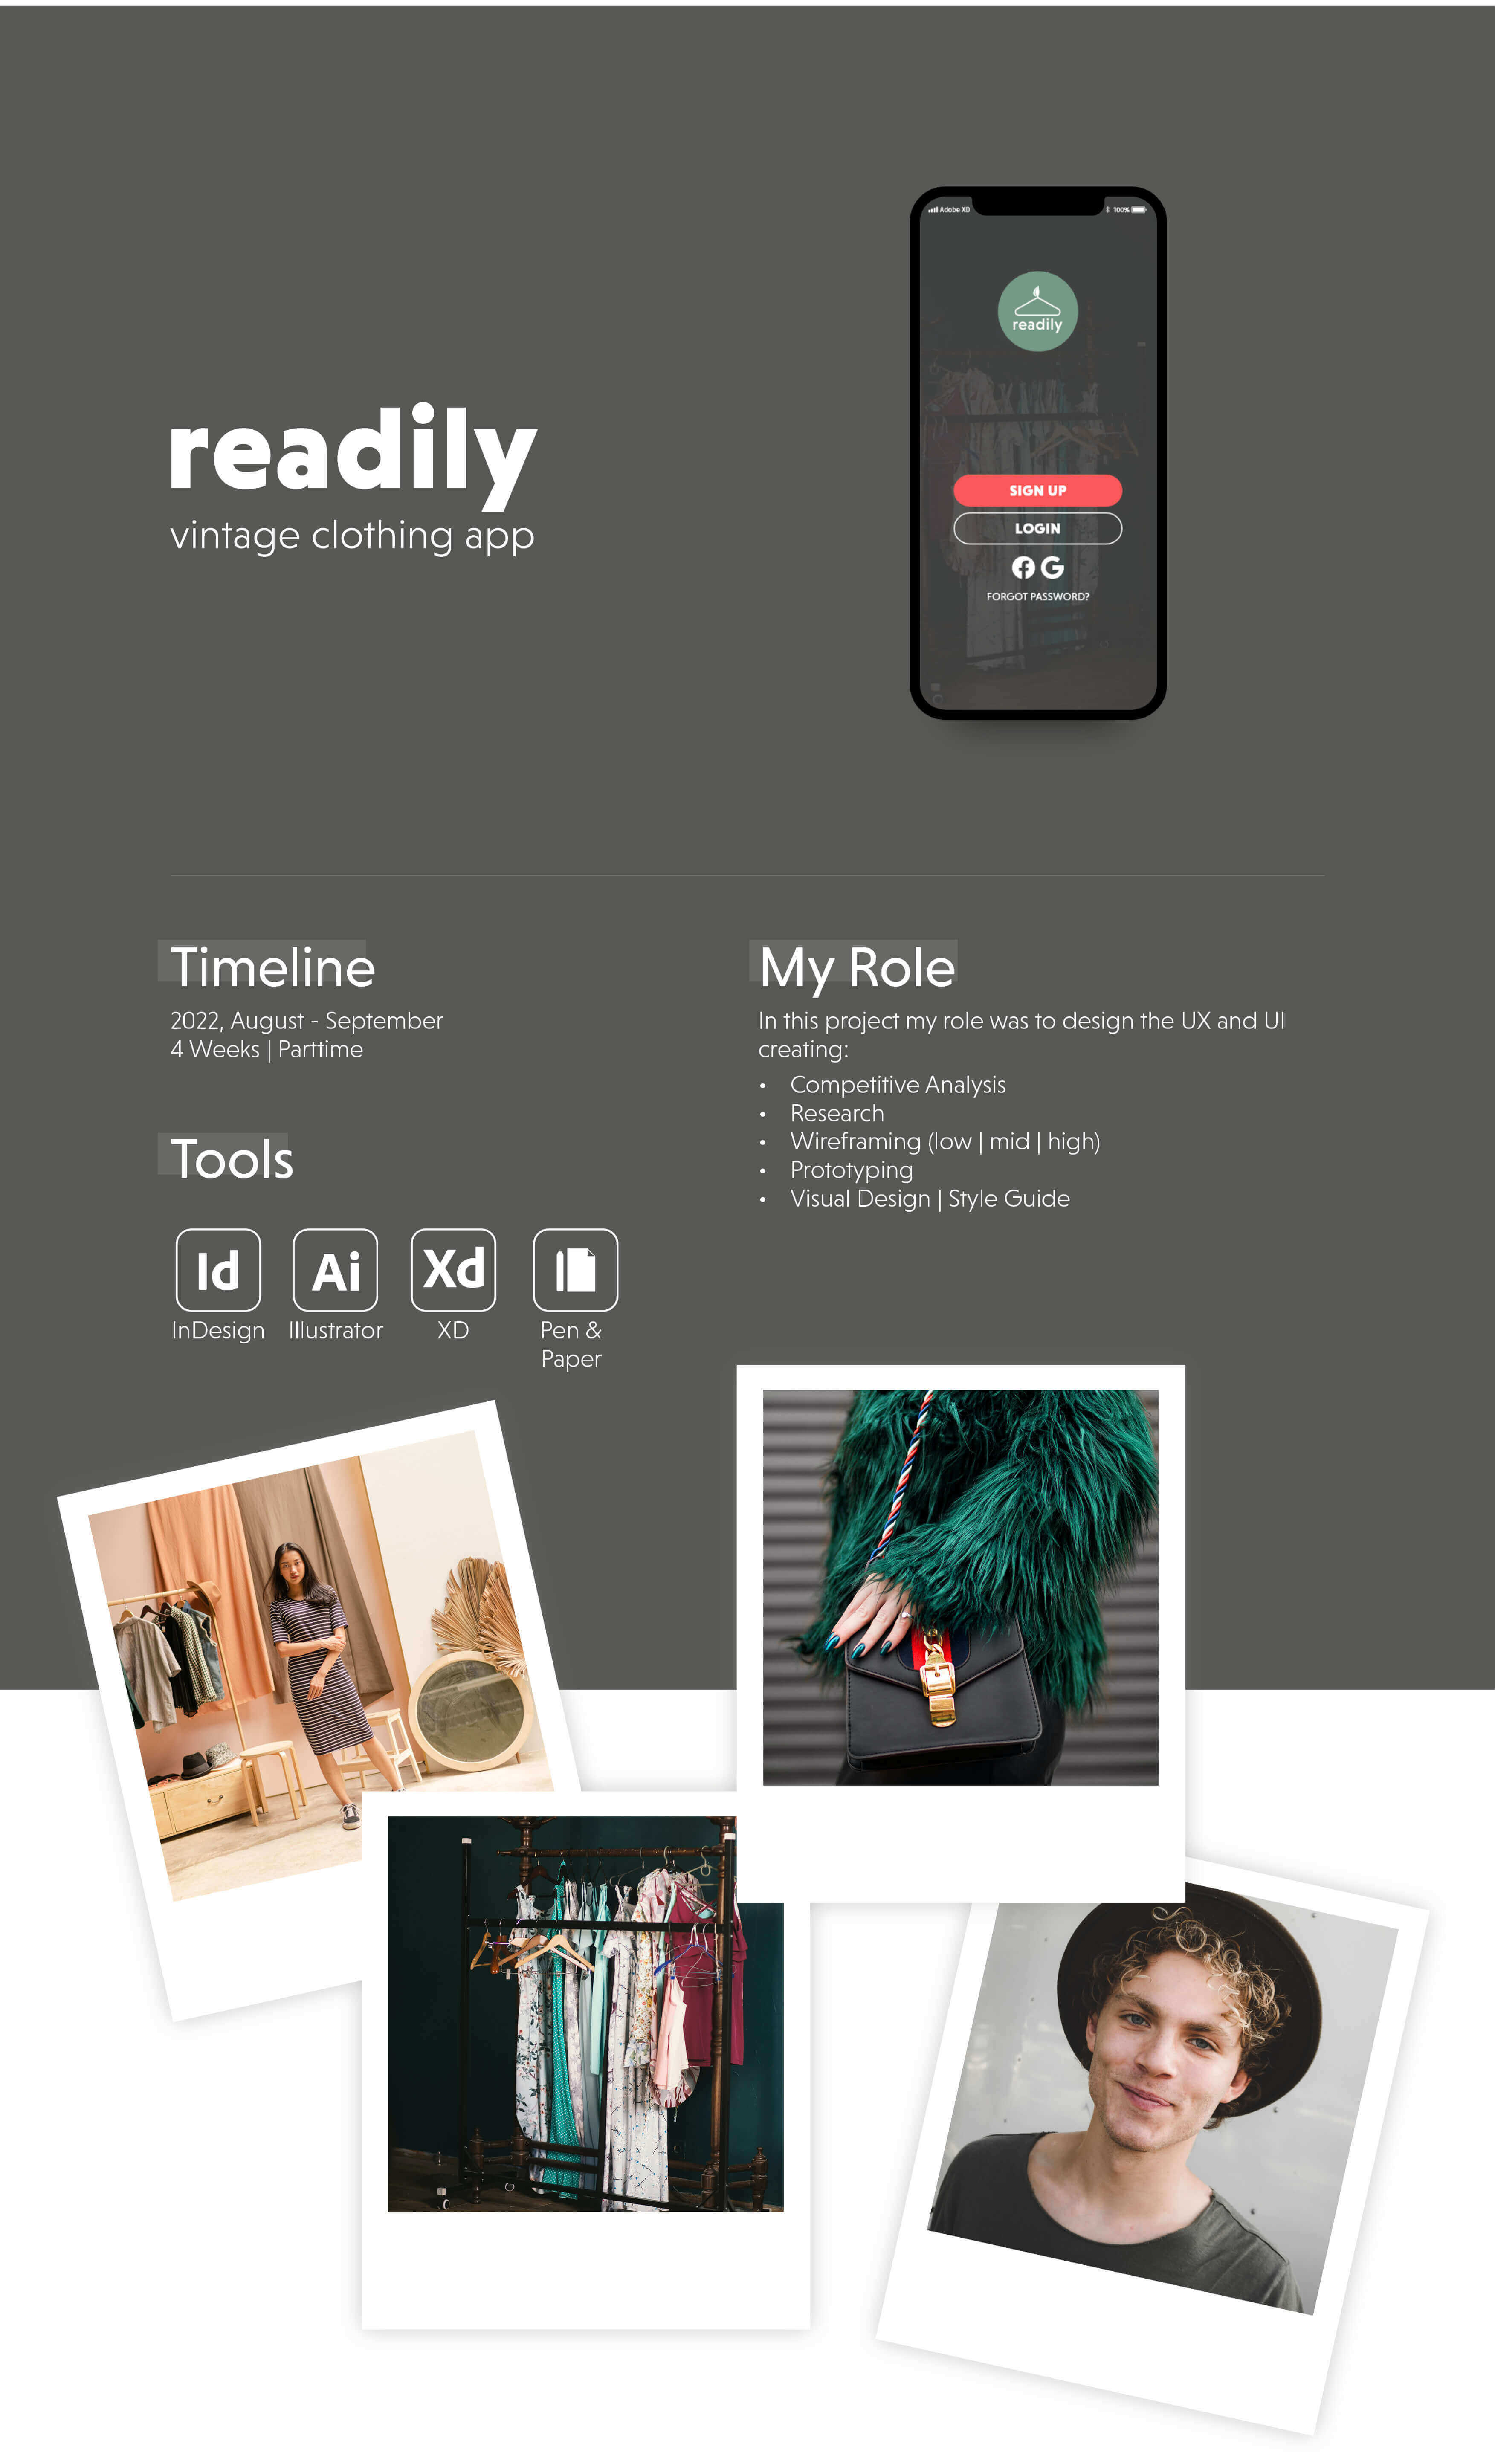 Adobe XD
100%
readily
readily
vintage clothing app
SIGN UP
LOGIN
FORGOT PASSWORD?
Timeline
2022, August - September
4 Weeks | Parttime
Tools
Id
Ai
Xd
InDesign
Illustrator
XD
Pen &
Paper
My Role
In this project my role was to design the UX and UI
creating:
• Competitive Analysis
• Research
• Wireframing (low | mid | high)
• Prototyping
• Visual Design | Style Guide